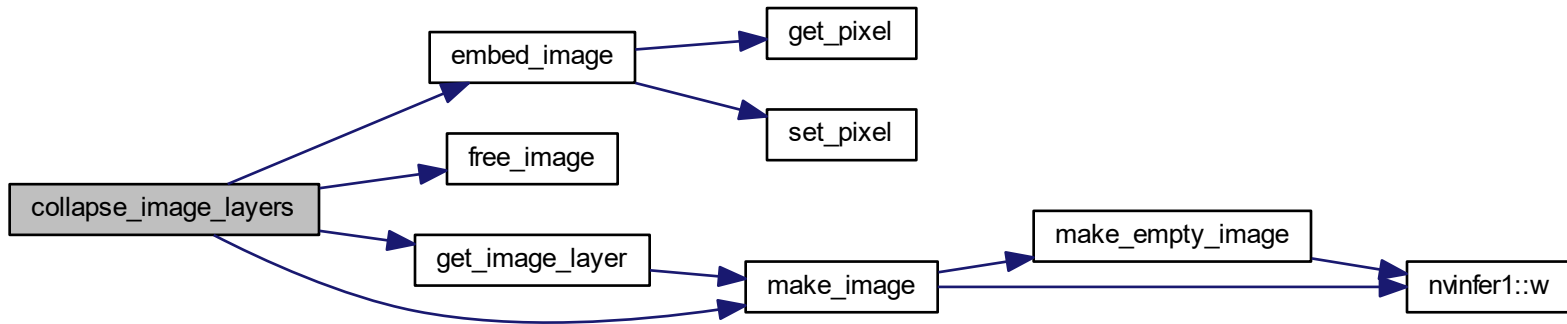 collapse_image_layers
embed_image
get_pixel
set_pixel
free_image
get_image_layer
make_image
make_empty_image
nvinfer1::w